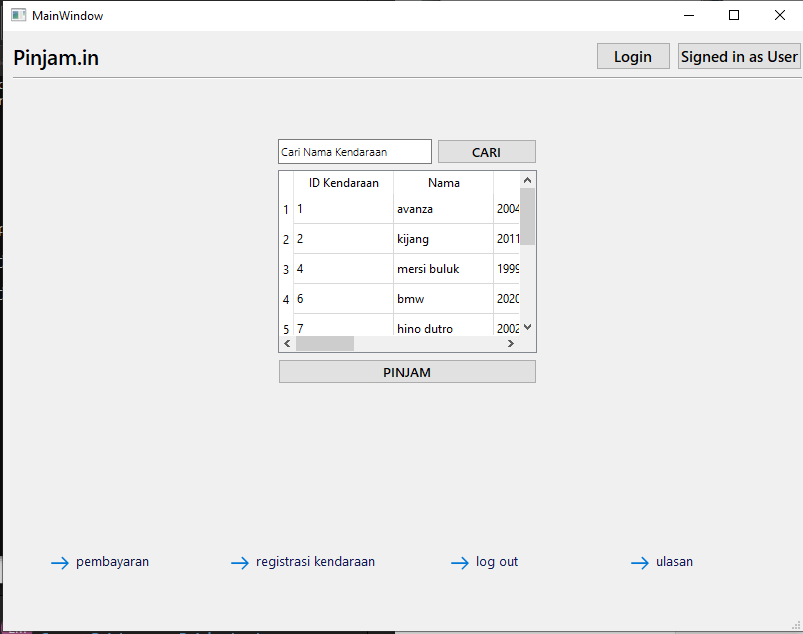 MainWindow
Pinjam.in
Login
Signed in as User
Cari Nama Kendaraan
CARI
ID Kendaraan Nama
1 1 avanza 2004
2 2 kijang 2011
3 4 mersi buluk 1999
4 6 bmw 2020
5 7 hino dutro 2002
PINJAM
pembayaran
registrasi kendaraan
log out
ulasan